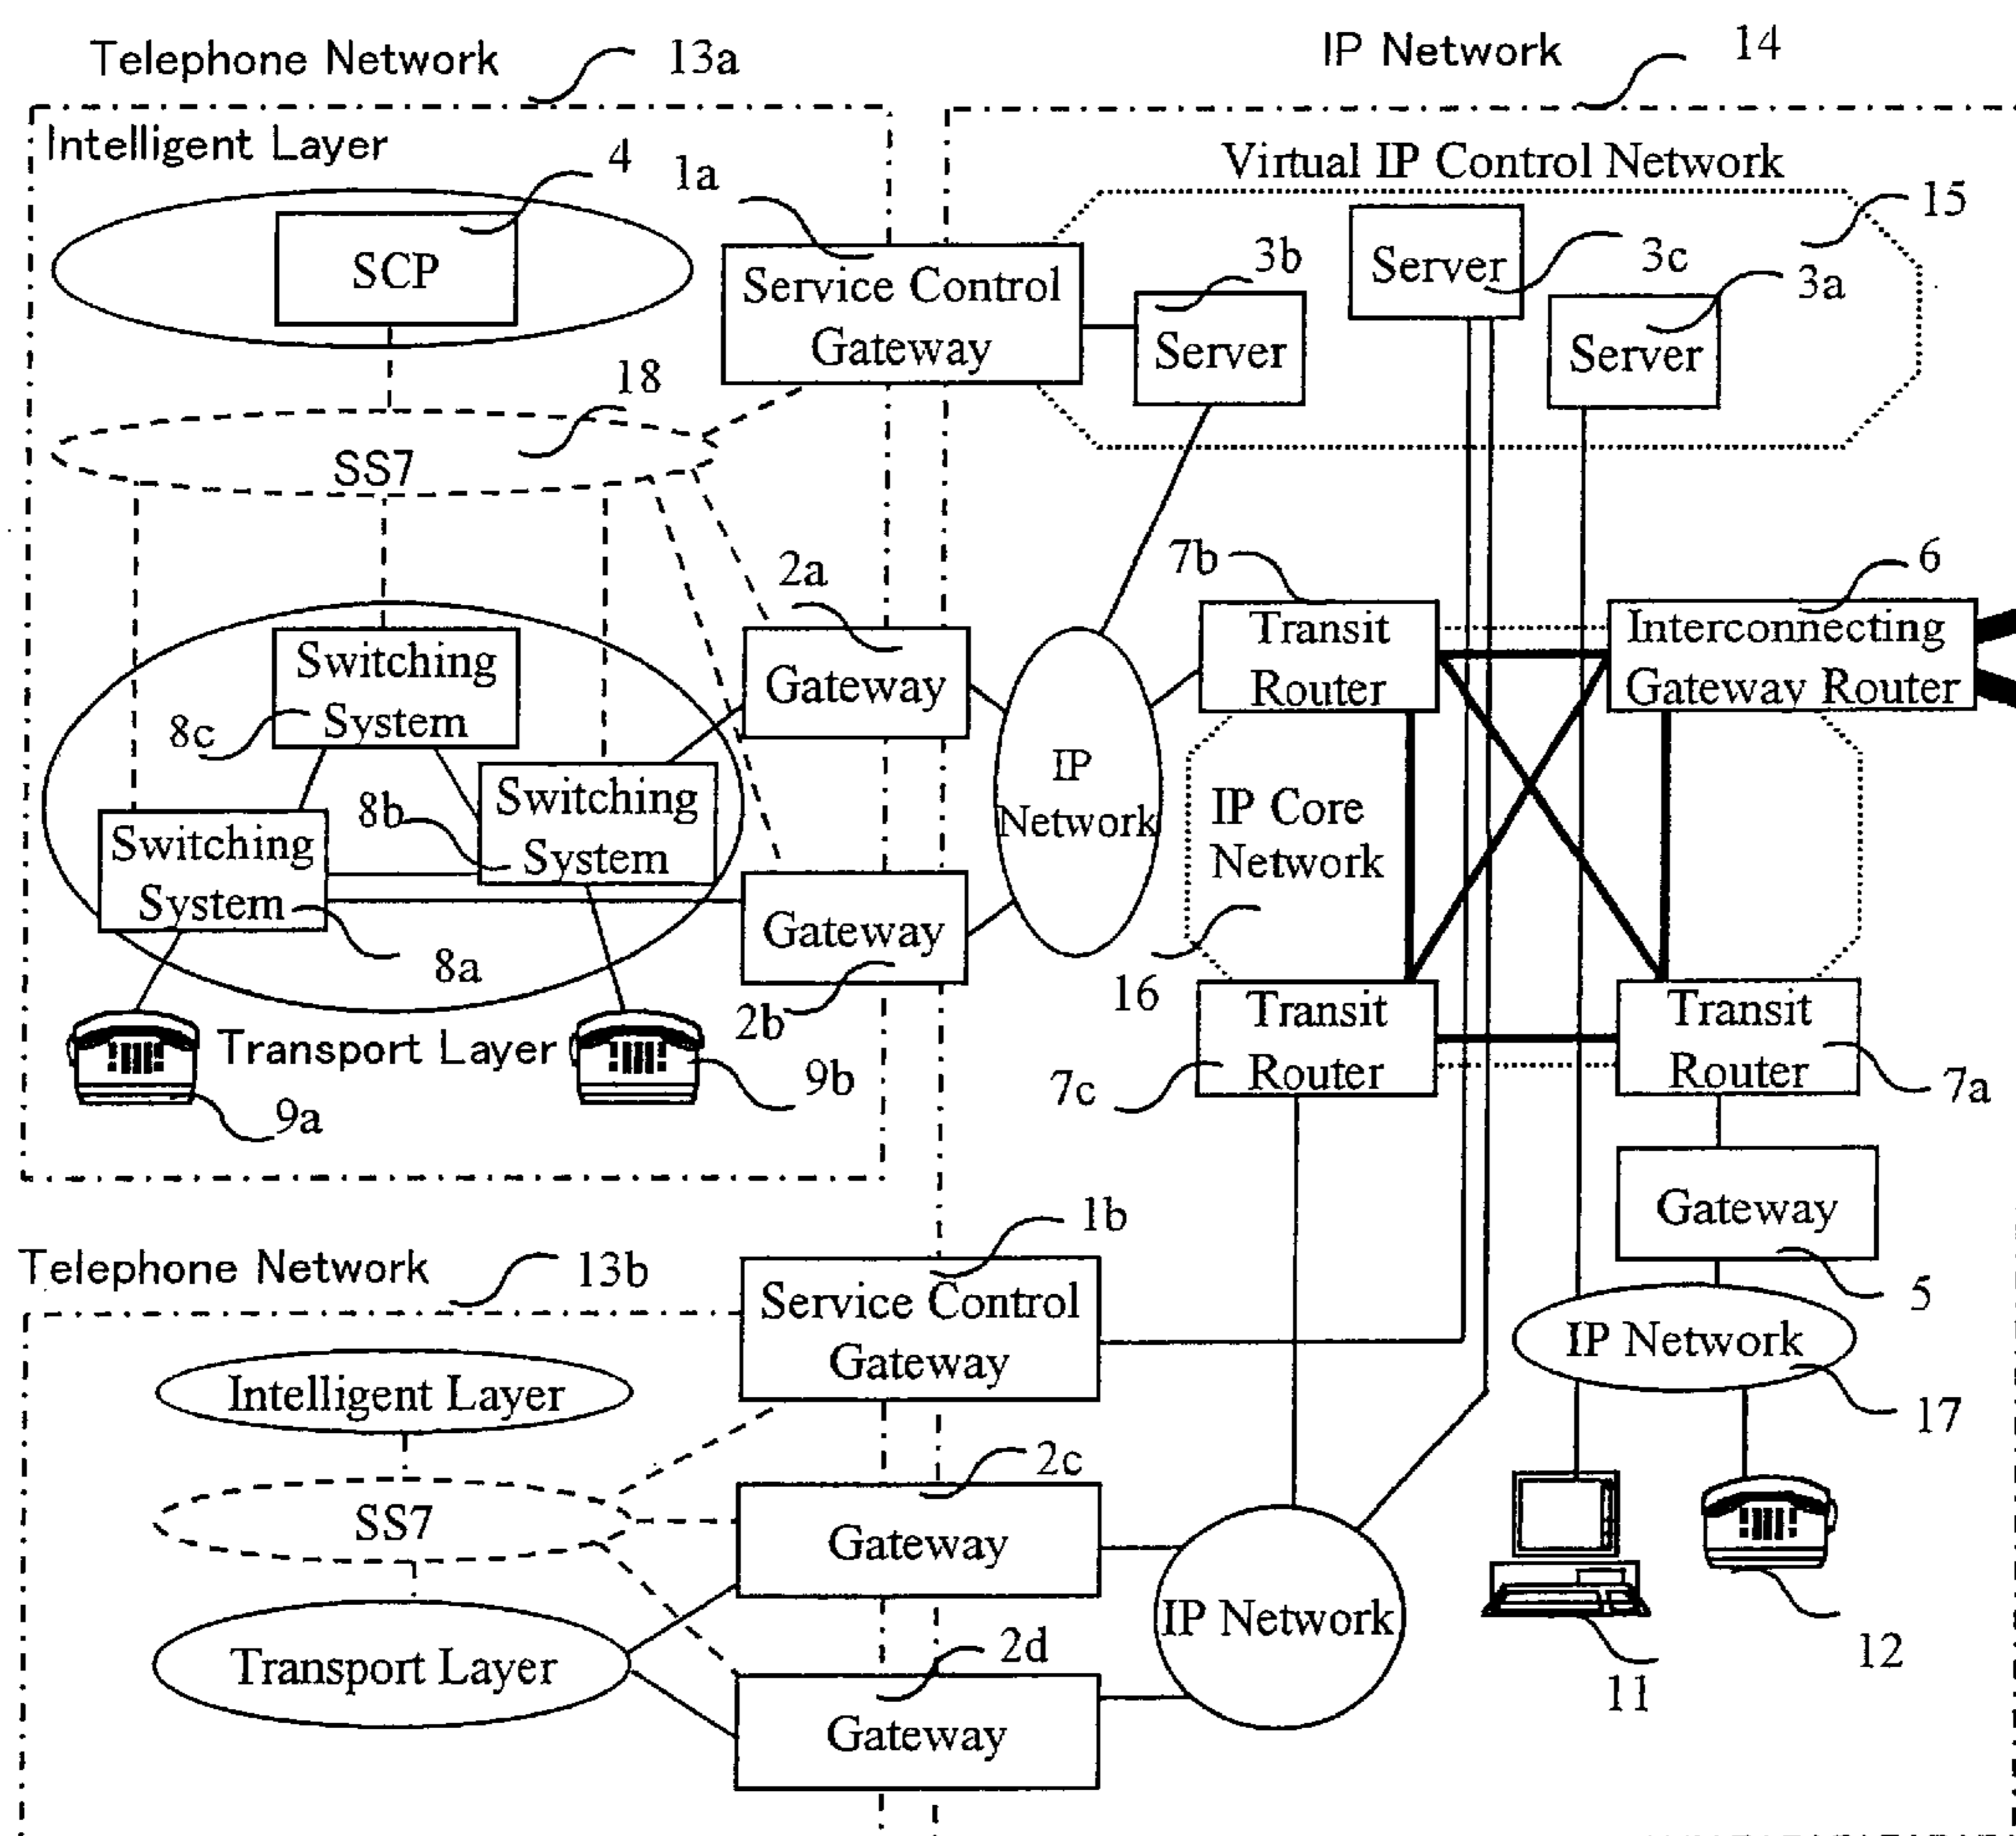 Telephone Network 13a
IP Network 14
Intelligent Layer
4
1a
Virtual IP Control Network
15
SCP
Service Control
Gateway
3b
Server
Server
3c
3a
Server
18
SS7
2a
7b
6
Switching
System
8c
Gateway
Transit
Router
Interconnecting
Gateway Router
IP
Network
Switching
System
8b
IP Core
Network
Switching
System
8a
Gateway
2b
16
Transport Layer
9a
9b
Transit
Router
7c
Transit
Router
7a
Gateway
5
Telephone Network 13b
1b
Service Control
Gateway
IP Network
17
Intelligent Layer
2c
SS7
Gateway
IP Network
Transport Layer
2d
Gateway
11
12